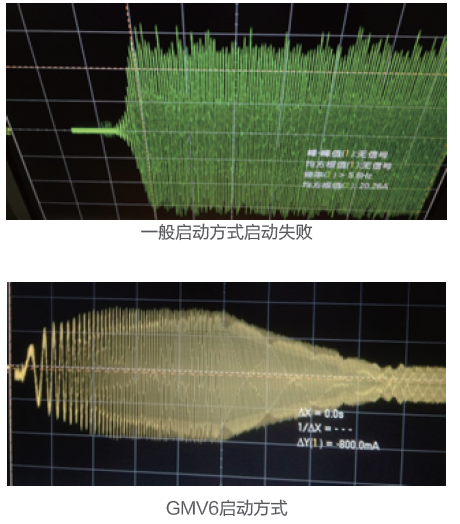 峰-峰值(1):无信号
均方根值(1):无信号
频率(2) > 5.0Hz
均方根值(2): 20.26A
一般启动方式启动失败
ΔX = 0.0s
1/ΔX = - - -
ΔY(1) = -800.0mA
GMV6启动方式